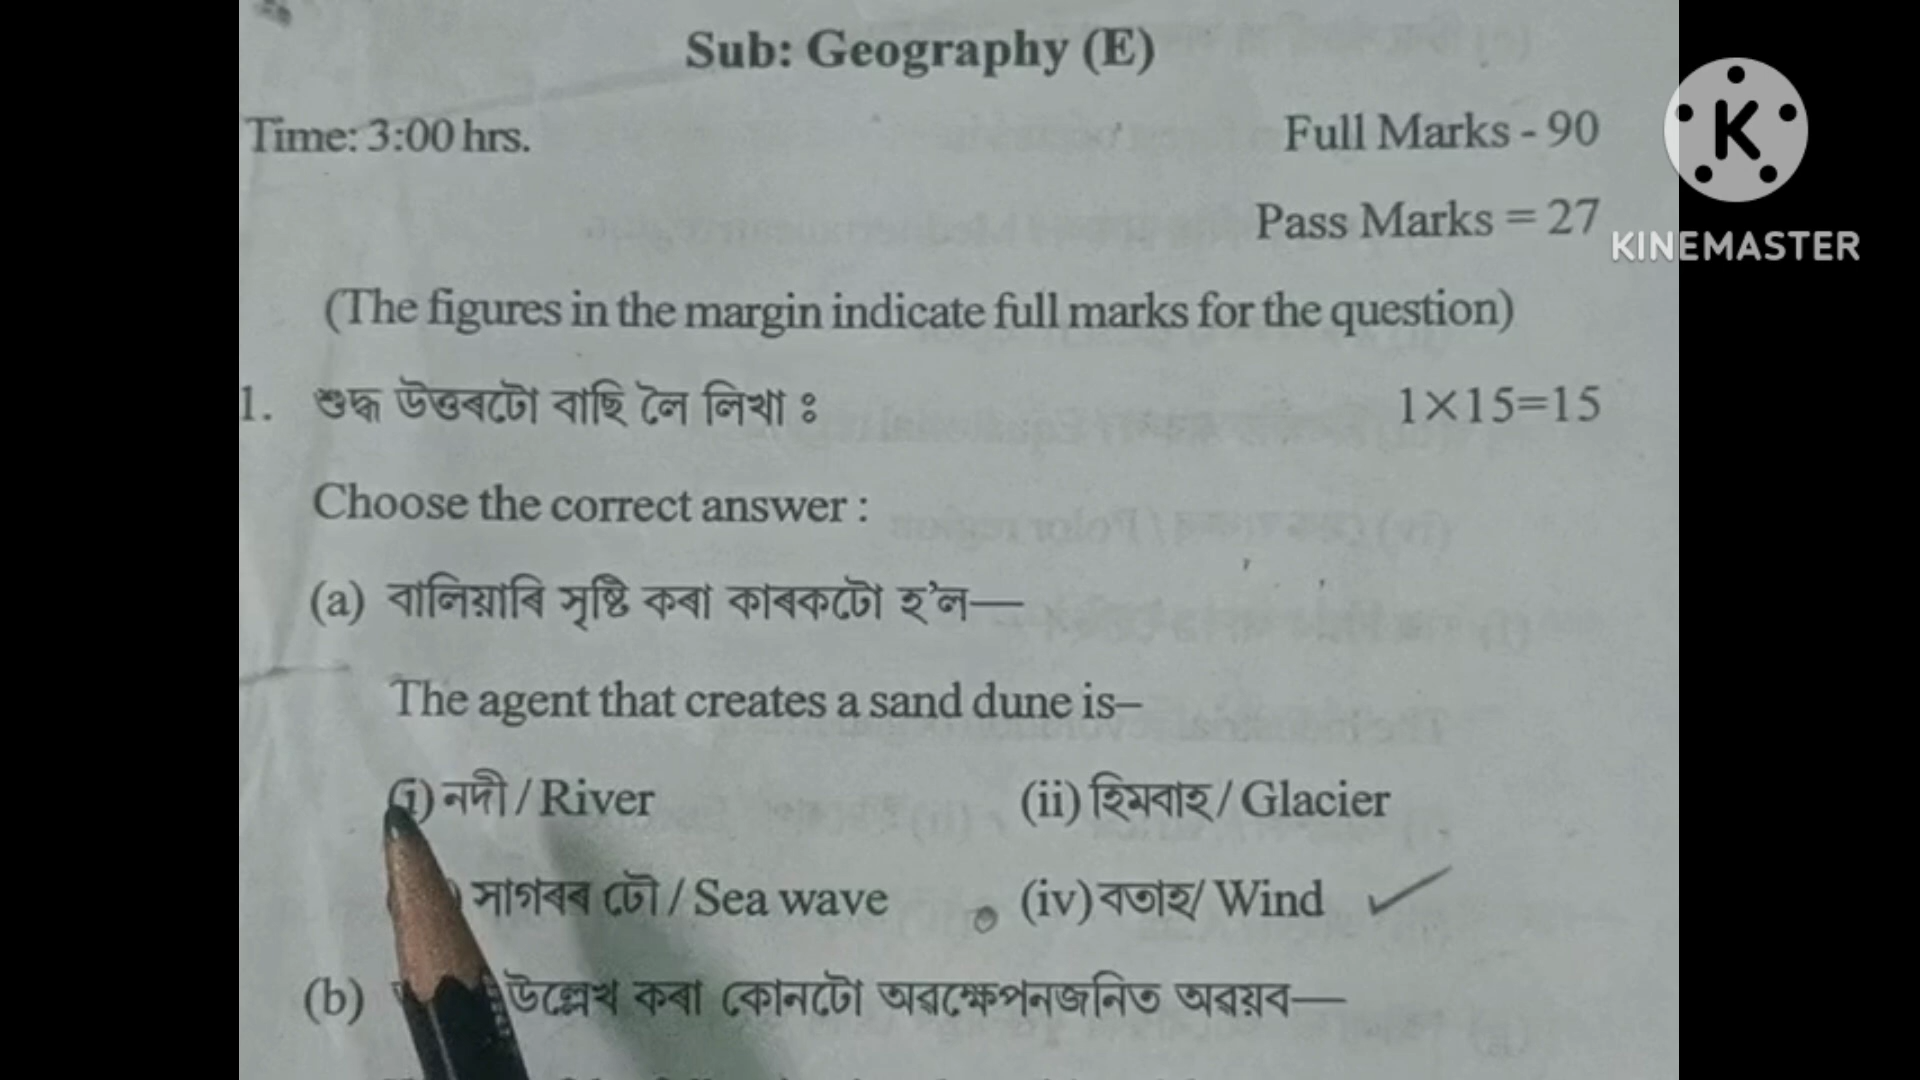 Sub: Geography (E)
Time: 3:00 hrs.
Full Marks - 90
Pass Marks = 27
KINEMASTER
(The figures in the margin indicate full marks for the question)
1. শুদ্ধ উত্তৰটো বাছি লৈ লিখা ঃ 1×15=15
Choose the correct answer :
(a) বালিয়াৰি সৃষ্টি কৰা কাৰকটো হ'ল—
The agent that creates a sand dune is–
(i) নদী / River (ii) হিমবাহ / Glacier
সাগৰৰ ঢৌ / Sea wave (iv) বতাহ/ Wind
(b) উল্লেখ কৰা কোনটো অৱক্ষেপনজনিত অৱয়ব—